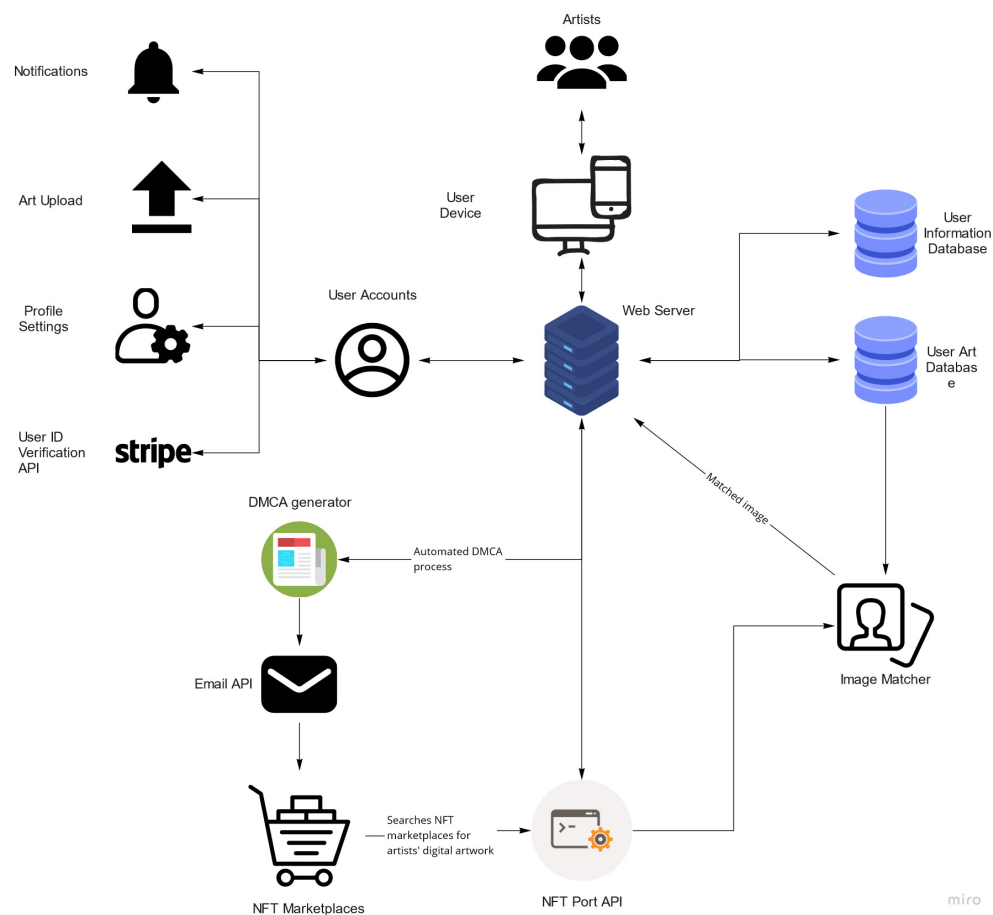 Artists
Notifications
Art Upload
User
Device
User
Information
Database
User Accounts
Web Server
Profile
Settings
User Art
Databas
e
User ID
Verification
API
stripe
Matched image
DMCA generator
Automated DMCA
process
Email API
Image Matcher
Searches NFT
marketplaces for
artists' digital artwork
NFT Marketplaces
NFT Port API
miro